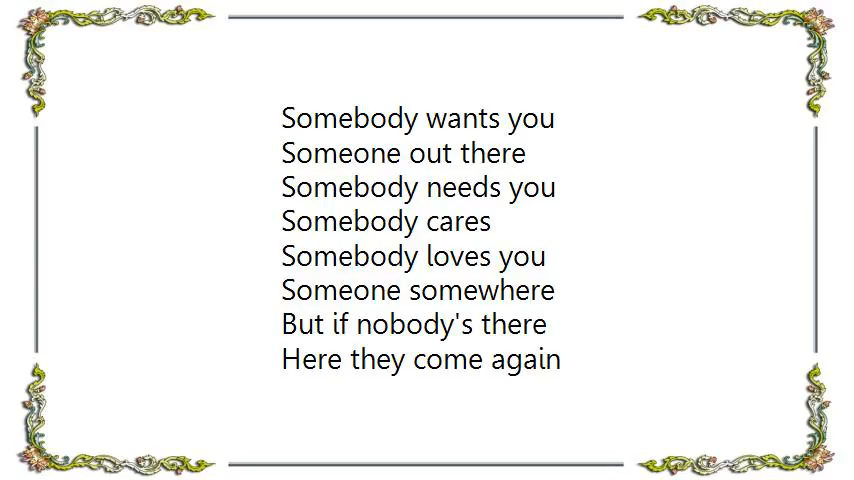 Somebody wants you
Someone out there
Somebody needs you
Somebody cares
Somebody loves you
Someone somewhere
But if nobody's there
Here they come again